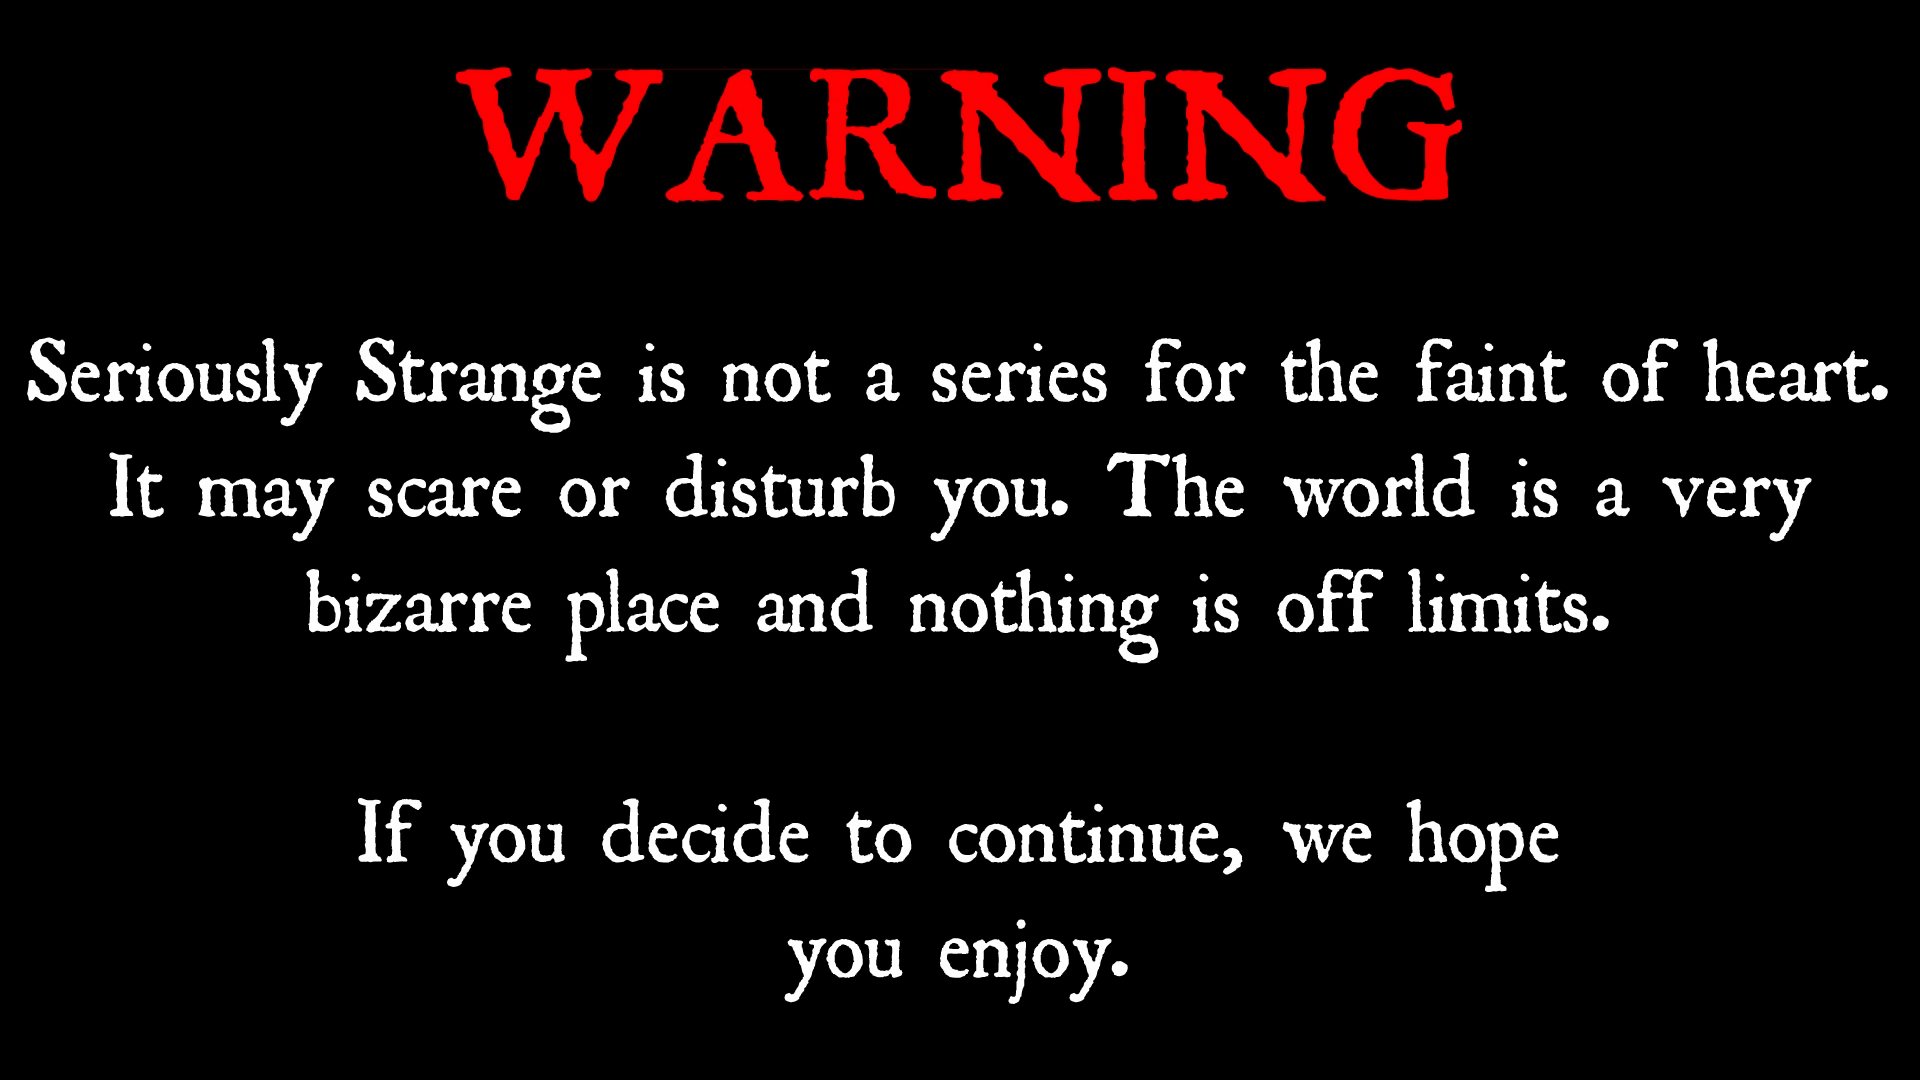 WARNING
Seriously Strange is not a series for the faint of heart.
It may scare or disturb you. The world is a very
bizarre place and nothing is off limits.
If you decide to continue, we hope
you enjoy.